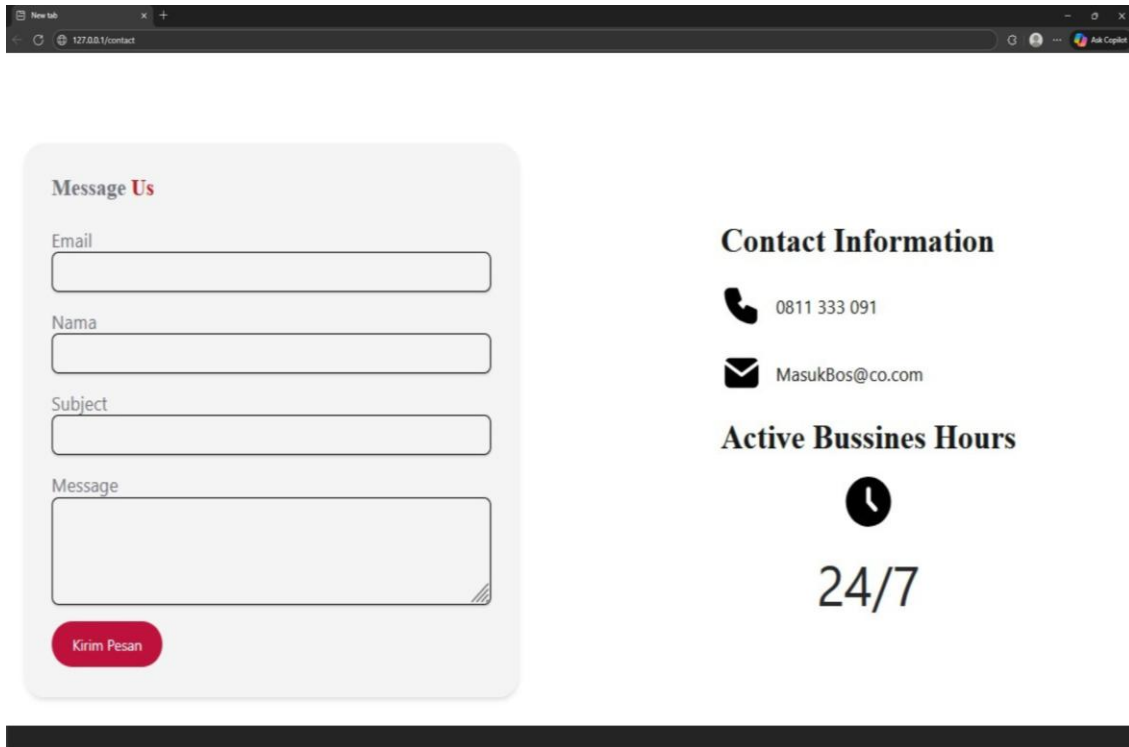 New tab
127.0.0.1/contact
Ask Copilot
Message Us
Email
Nama
Subject
Message
Kirim Pesan
Contact Information
0811 333 091
MasukBos@co.com
Active Bussines Hours
24/7